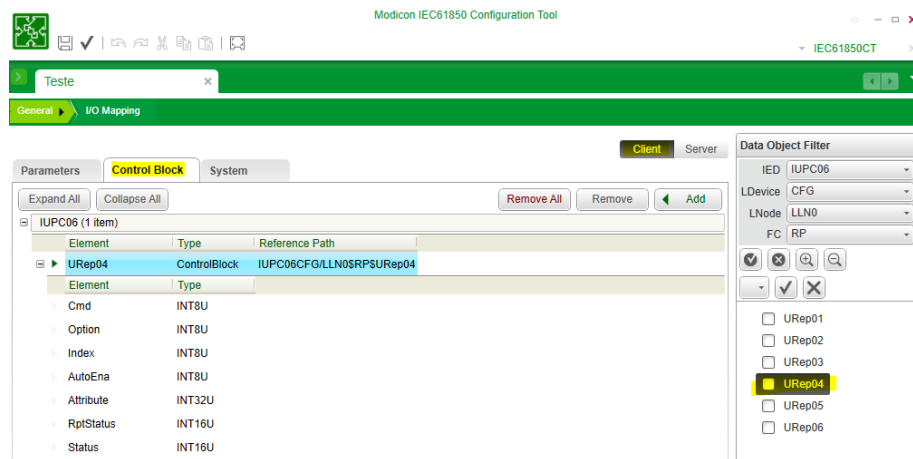 Modicon IEC61850 Configuration Tool
IEC61850CT
Teste
General I/O Mapping
Client Server
Parameters Control Block System
Expand All Collapse All Remove All Remove Add
IUPC06 (1 item)
Element Type Reference Path
URep04 ControlBlock IUPC06CFG/LLN0$RP$URep04
Element Type
Cmd INT8U
Option INT8U
Index INT8U
AutoEna INT8U
Attribute INT32U
RptStatus INT16U
Status INT16U
Data Object Filter
IED IUPC06
LDevice CFG
LNode LLN0
FC RP
URep01
URep02
URep03
URep04
URep05
URep06